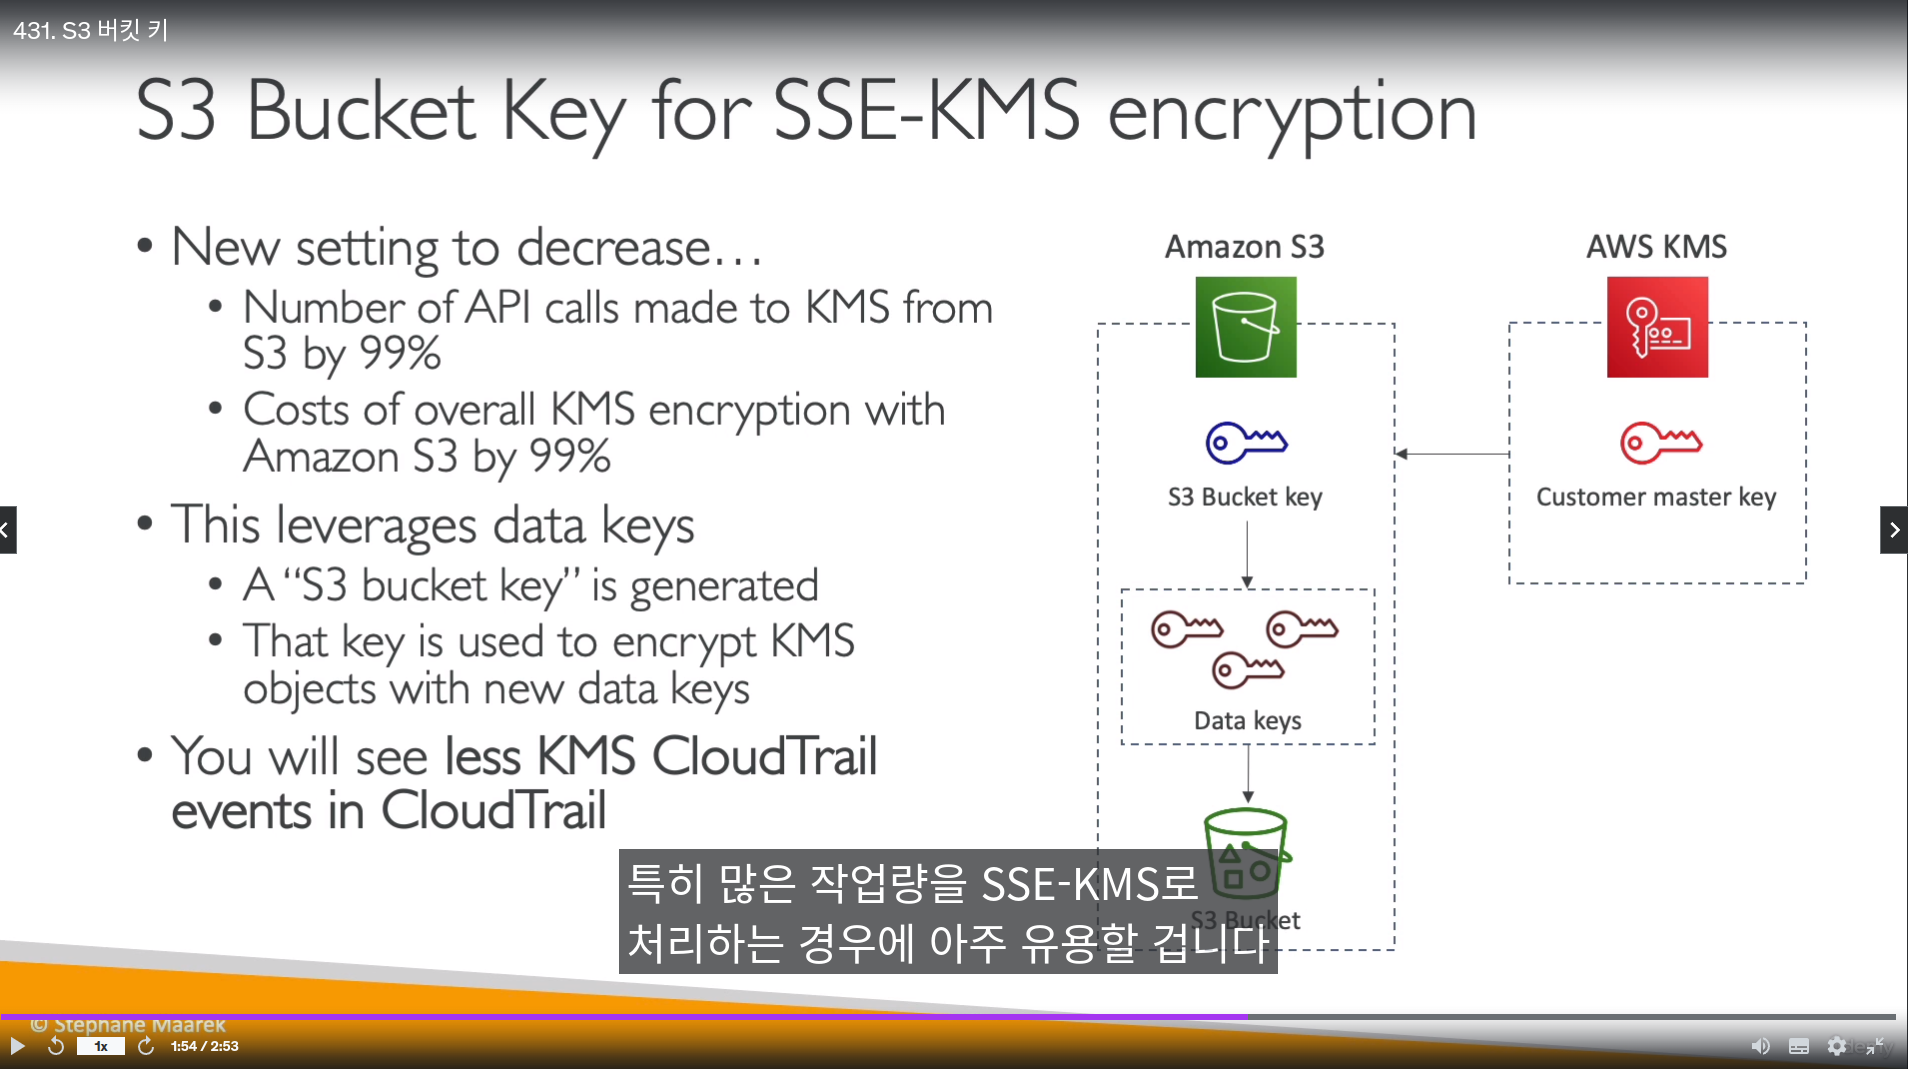 431. S3 버킷 키
S3 Bucket Key for SSE-KMS encryption
• New setting to decrease…
• Number of API calls made to KMS from
S3 by 99%
• Costs of overall KMS encryption with
Amazon S3 by 99%
• This leverages data keys
• A “S3 bucket key” is generated
• That key is used to encrypt KMS
objects with new data keys
• You will see less KMS CloudTrail
events in CloudTrail
Amazon S3
S3 Bucket key
Data keys
S3 Bucket
AWS KMS
Customer master key
특히 많은 작업량을 SSE-KMS로
처리하는 경우에 아주 유용할 겁니다
© Stephane Maarek
1x
1:54 / 2:53